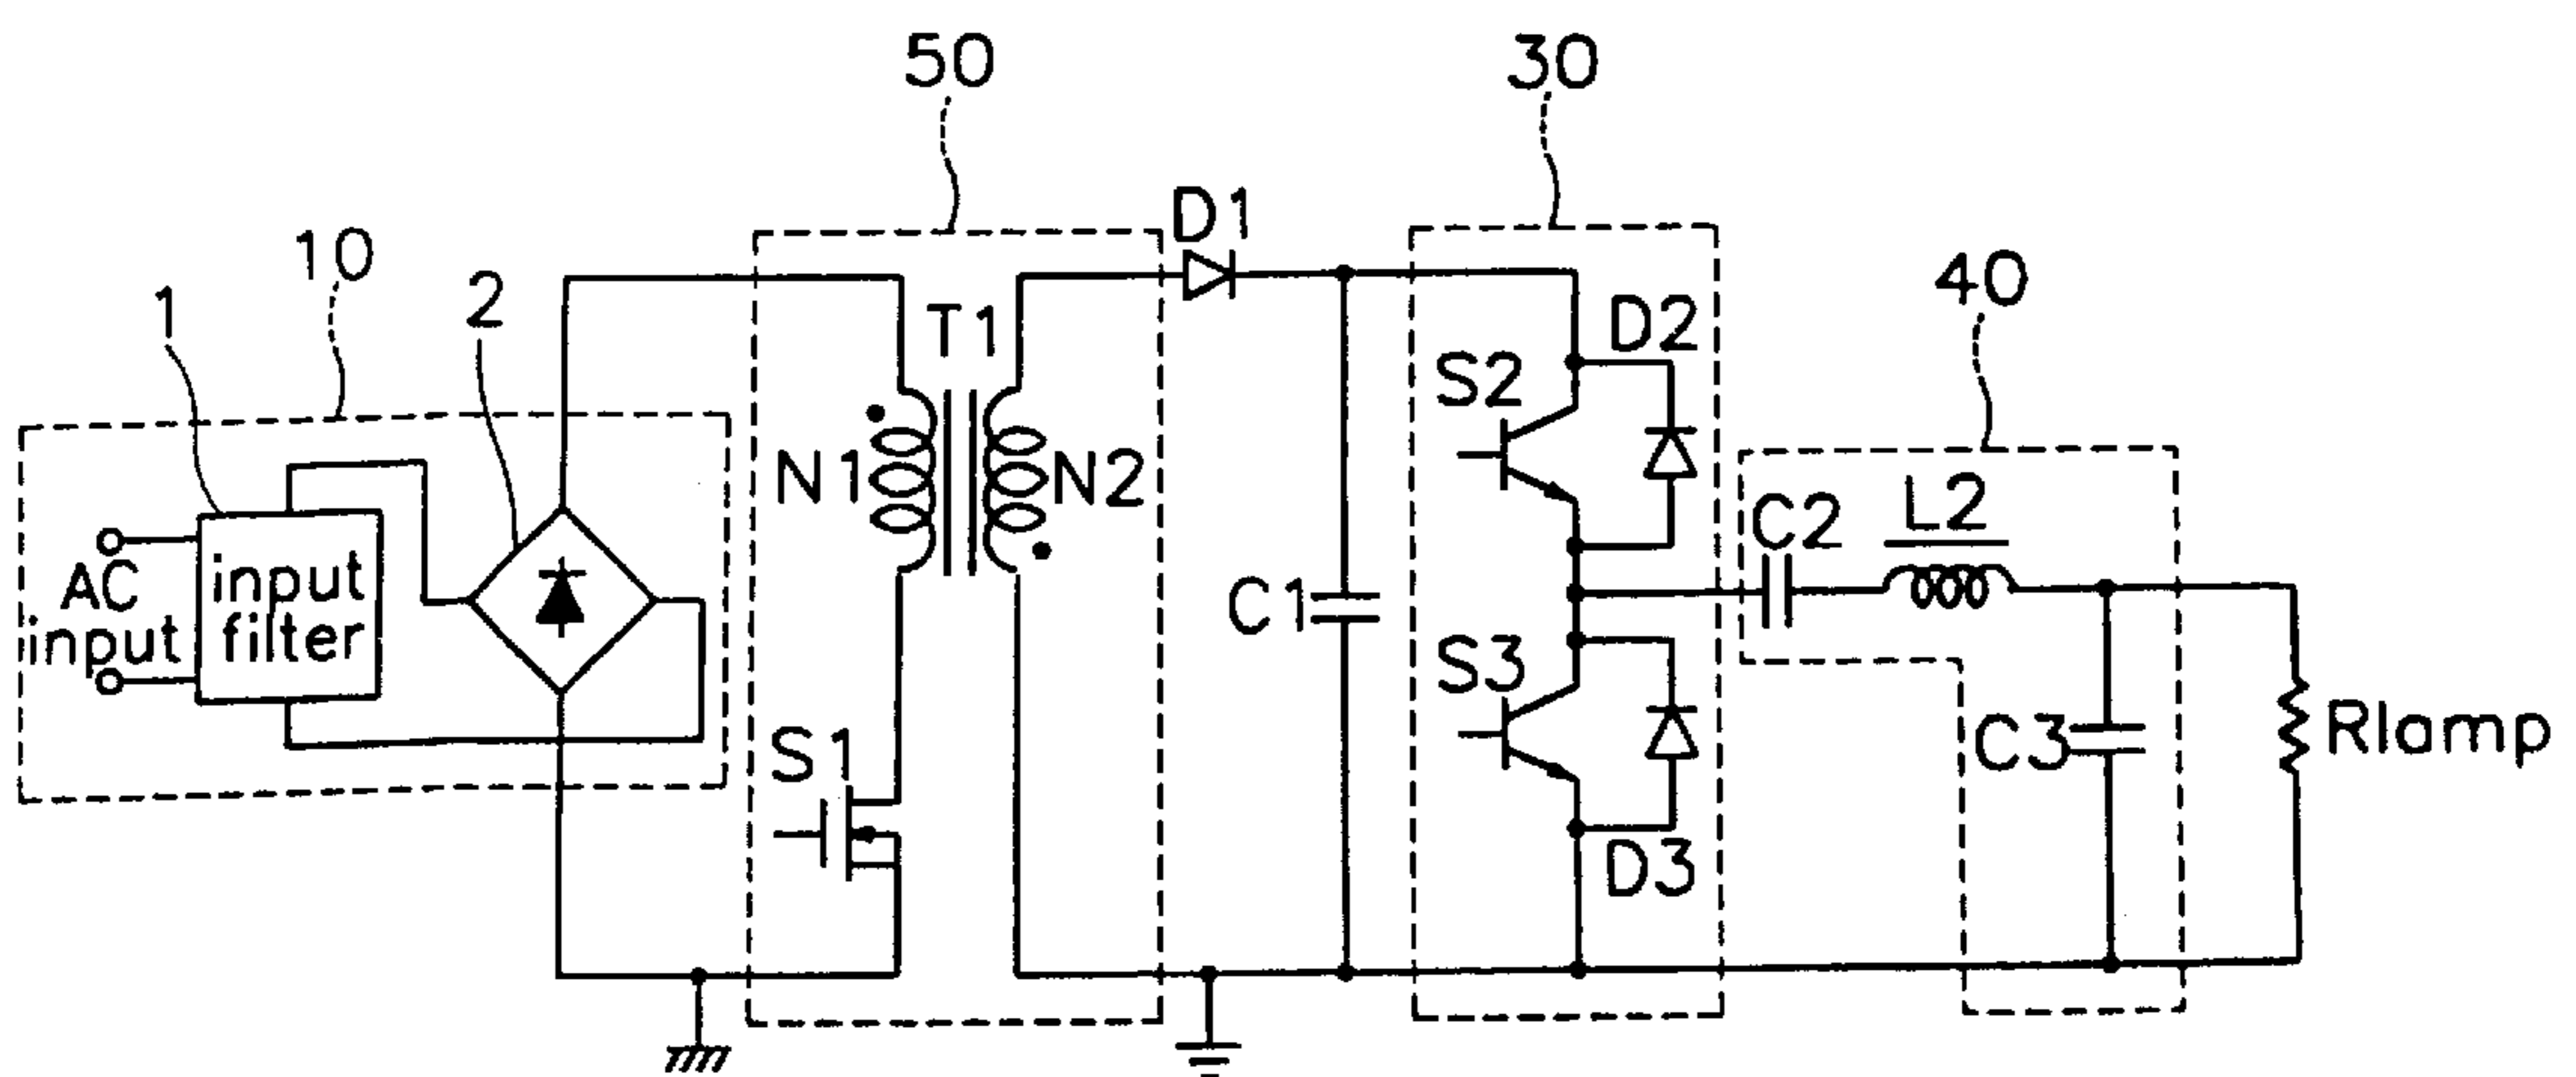 50
30
10
1
2
D1
40
T1
D2
S2
N1
N2
L2
C2
AC
input
input
filter
C1
S3
S1
C3
Rlamp
D3